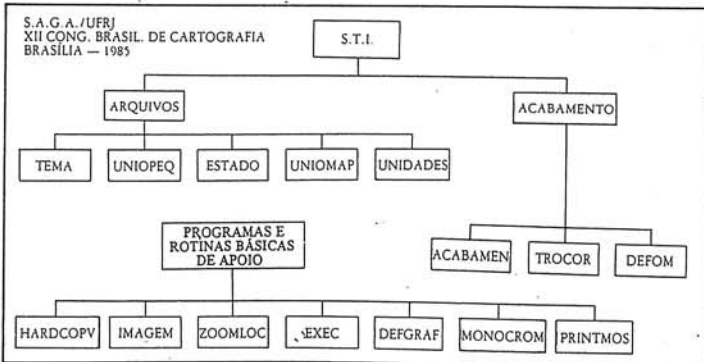 S.A.G.A./UFRJ
XII CONG. BRASIL. DE CARTOGRAFIA
BRASÍLIA — 1985
S.T.I.
ARQUIVOS
ACABAMENTO
TEMA
UNIOPEQ
ESTADO
UNIOMAP
UNIDADES
PROGRAMAS E
ROTINAS BÁSICAS
DE APOIO
ACABAMEN
TROCOR
DEFOM
HARDCOPV
IMAGEM
ZOOMLOC
EXEC
DEFGRAF
MONOCROM
PRINTMOS